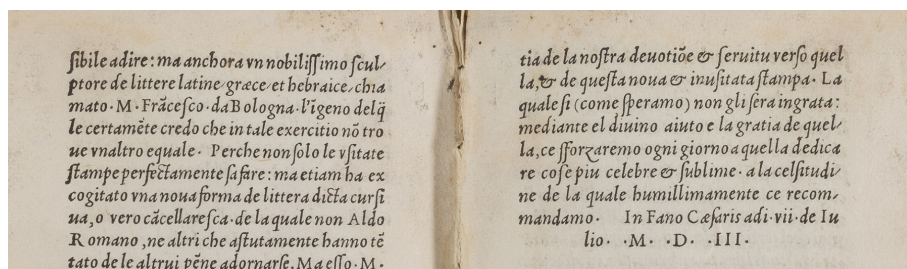 ſibile adire : ma anchora vn nobiliſſimo ſcul-
ptore de littere latine græce et hebraice, chia
mato · M · Frãceſco · da Bologna · l'igeno delq̃
le certamẽte credo che in tale exercitio nõ tro
ue vnaltro equale · Perche non ſolo le vſitate
ſtampe perfectamente ſa fare : ma etiam ha ex
cogitato vna noua forma de littera dicta curſi
ua, o vero cãcellareſca · de la quale non Aldo
Romano, ne altri che aſtutamente hanno tẽ
tato de le altrui pẽne adornarſe. Ma eſſo · M ·
tia de la noſtra deuotiõe & ſeruitu verſo quel
la, & de queſta noua & inuſitata ſtampa · La
quale ſi (come ſperamo) non gli ſera ingrata :
mediante el diuino aiuto e la gratia de quel-
la, ce ſſorzaremo ogni giorno a quella dedica
re coſe piu celebre & ſublime · a la celſitudi-
ne de la quale humillimamente ce recom-
mandamo · In Fano Cæſaris adi · vii · de Iu
lio · · M · · D · · III ·